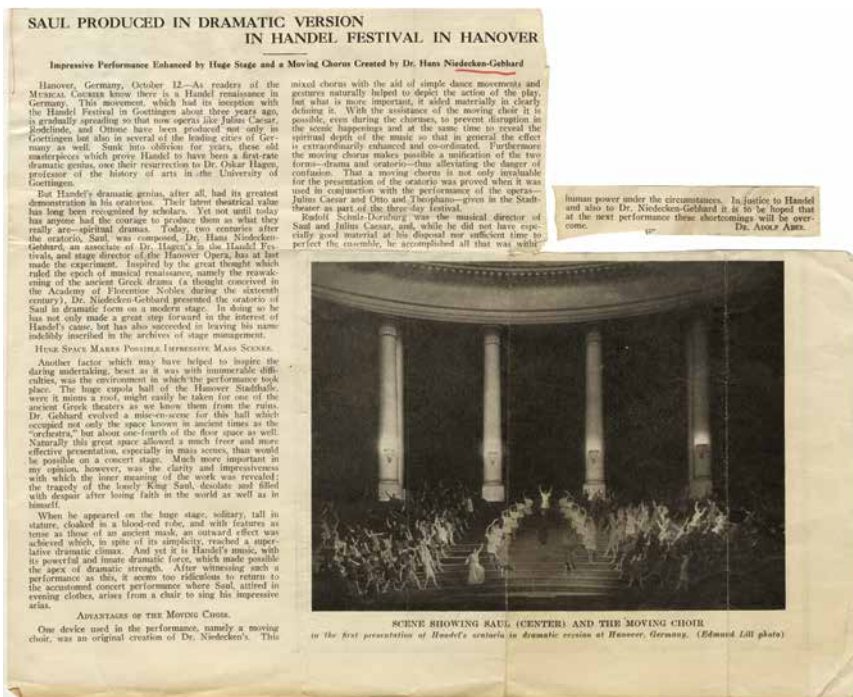 SAUL PRODUCED IN DRAMATIC VERSION
IN HANDEL FESTIVAL IN HANOVER
Impressive Performance Enhanced by Huge Stage and a Moving Chorus Created by Dr. Hans Niedecken-Gebhard
Hanover, Germany, October 12.—As readers of the
MUSICAL COURIER know there is a Handel renaissance in
Germany. This movement, which had its inception with
the Handel Festival in Goettingen about three years ago,
is gradually spreading so that now operas like Julius Caesar,
Rodelinde, and Ottone have been produced not only in
Goettingen but also in several of the leading cities of Ger-
many as well. Sunk into oblivion for years, these old
masterpieces which prove Handel to have been a first-rate
dramatic genius, owe their resurrection to Dr. Oskar Hagen,
professor of the history of arts in the University of
Goettingen.
But Handel's dramatic genius, after all, had its greatest
demonstration in his oratorios. Their latent theatrical value
has long been recognized by scholars. Yet not until today
has anyone had the courage to produce them as what they
really are—spiritual dramas. Today, two centuries after
the oratorio, Saul, was composed, Dr. Hans Niedecken-
Gebhard, an associate of Dr. Hagen's in the Handel Fes-
tivals, and stage director of the Hanover Opera, has at last
made the experiment. Inspired by the great thought which
ruled the epoch of musical renaissance, namely the reawak-
ening of the ancient Greek drama (a thought conceived in
the Academy of Florentine Nobles during the sixteenth
century), Dr. Niedecken-Gebhard presented the oratorio of
Saul in dramatic form on a modern stage. In doing so he
has not only made a great step forward in the interest of
Handel's cause, but has also succeeded in leaving his name
indelibly inscribed in the archives of stage management.
HUGE SPACE MAKES POSSIBLE IMPRESSIVE MASS SCENES.
Another factor which may have helped to inspire the
daring undertaking, beset as it was with innumerable diffi-
culties, was the environment in which the performance took
place. The huge cupola hall of the Hanover Stadthalle,
were it minus a roof, might easily be taken for one of the
ancient Greek theaters as we know them from the ruins.
Dr. Gebhard evolved a mise-en-scene for this hall which
occupied not only the space known in ancient times as the
"orchestra," but about one-fourth of the floor space as well.
Naturally this great space allowed a much freer and more
effective presentation, especially in mass scenes, than would
be possible on a concert stage. Much more important in
my opinion, however, was the clarity and impressiveness
with which the inner meaning of the work was revealed:
the tragedy of the lonely King Saul, desolate and filled
with despair after losing faith in the world as well as in
himself.
When he appeared on the huge stage, solitary, tall in
stature, cloaked in a blood-red robe, and with features as
tense as those of an ancient mask, an outward effect was
achieved which, in spite of its simplicity, reached a super-
lative dramatic climax. And yet it is Handel's music, with
its powerful and innate dramatic force, which made possible
the apex of dramatic strength. After witnessing such a
performance as this, it seems too ridiculous to return to
the accustomed concert performance where Saul, attired in
evening clothes, arises from a chair to sing his impressive
arias.
ADVANTAGES OF THE MOVING CHOIR.
One device used in the performance, namely a moving
choir, was an original creation of Dr. Niedecken's. This
mixed chorus with the aid of simple dance movements and
gestures naturally helped to depict the action of the play,
but what is more important, it aided materially in clearly
defining it. With the assistance of the moving choir it is
possible, even during the choruses, to prevent disruption in
the scenic happenings and at the same time to reveal the
spiritual depth of the music so that in general the effect
is extraordinarily enhanced and co-ordinated. Furthermore
the moving chorus makes possible a unification of the two
forms—drama and oratorio—thus alleviating the danger of
confusion. That a moving chorus is not only invaluable
for the presentation of the oratorio was proved when it was
used in conjunction with the performance of the operas—
Julius Caesar and Otto and Theophano—given in the Stadt-
theater as part of the three-day festival.
Rudolf Schulz-Dornburg was the musical director of
Saul and Julius Caesar, and, while he did not have espe-
cially good material at his disposal nor sufficient time to
perfect the ensemble, he accomplished all that was within
human power under the circumstances. In justice to Handel
and also to Dr. Niedecken-Gebhard it is to be hoped that
at the next performance these shortcomings will be over-
come. DR. ADOLF ABER.
SCENE SHOWING SAUL (CENTER) AND THE MOVING CHOIR
in the first presentation of Handel's oratorio in dramatic version at Hanover, Germany. (Edmund Lill photo)